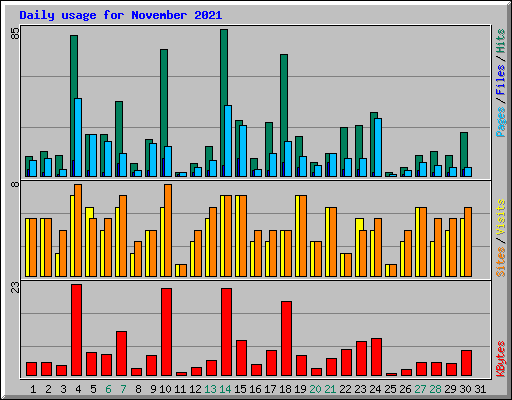 Daily usage for November 2021
85
Pages / Files / Hits
8
Sites / Visits
23
KBytes
1 2 3 4 5 6 7 8 9 10 11 12 13 14 15 16 17 18 19 20 21 22 23 24 25 26 27 28 29 30 31